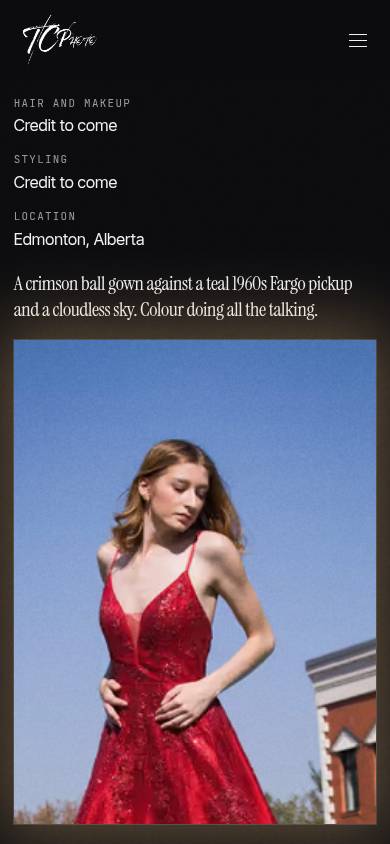 TCPhoto
HAIR AND MAKEUP
Credit to come
STYLING
Credit to come
LOCATION
Edmonton, Alberta
A crimson ball gown against a teal 1960s Fargo pickup
and a cloudless sky. Colour doing all the talking.